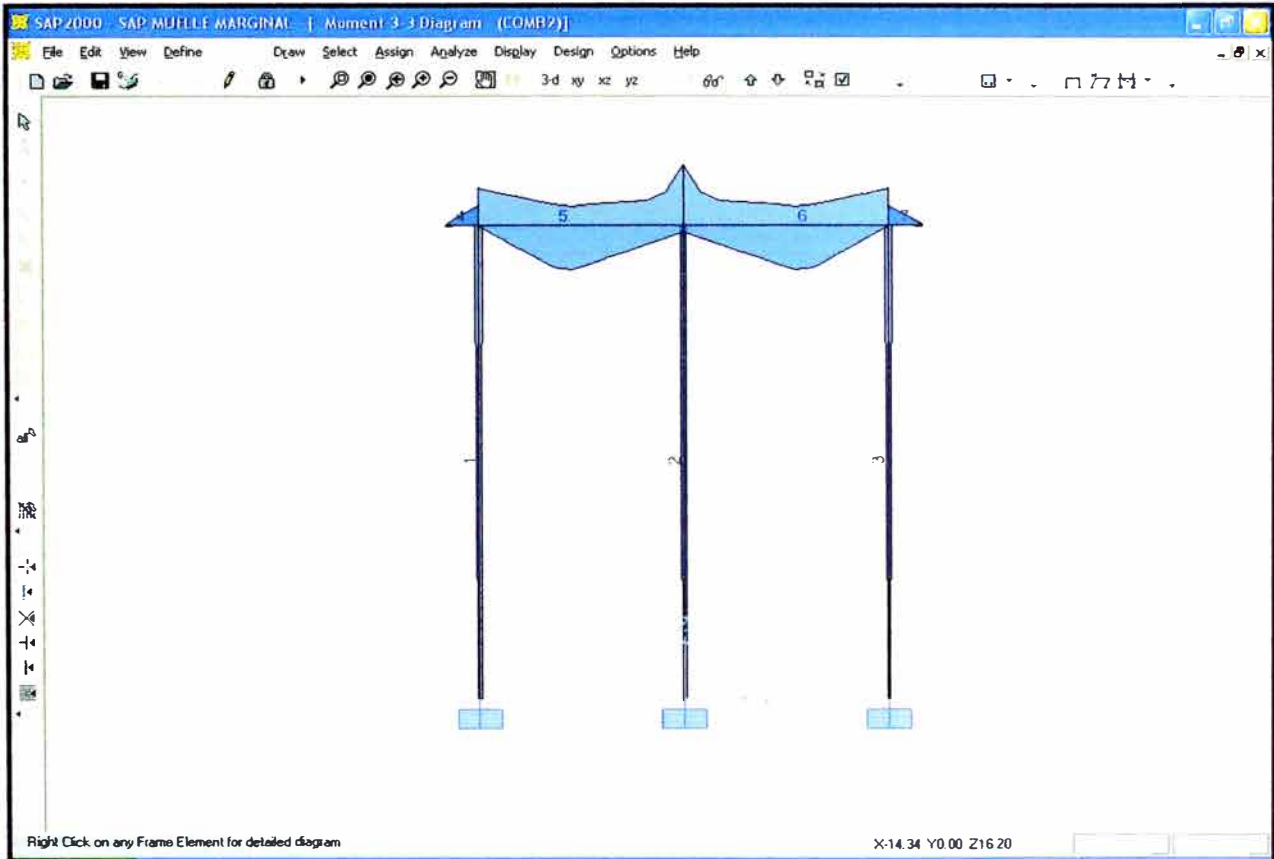 SAP2000 - SAP MUELLE MARGINAL - [ Moment 3-3 Diagram (COMB2)]
File Edit View Define Draw Select Assign Analyze Display Design Options Help
3-d xy xz yz
5 6
1 2 3
Right Click on any Frame Element for detailed diagram
X-14.34 Y0.00 Z16.20